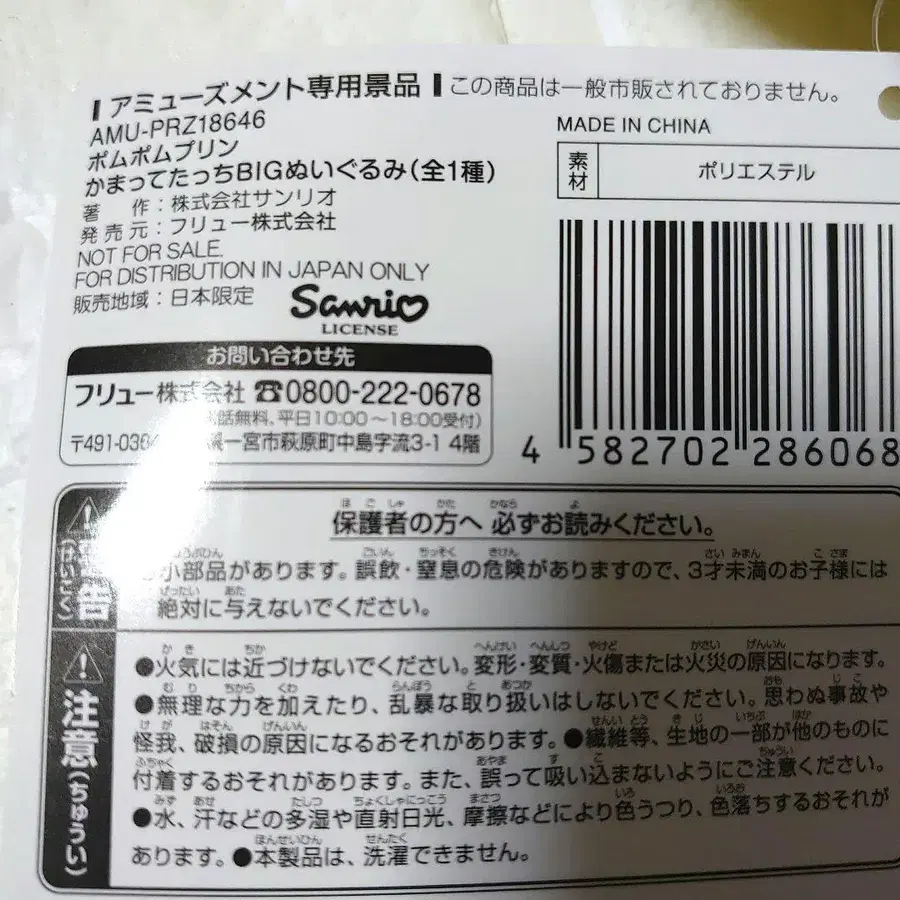 アミューズメント専用景品 この商品は一般市販されておりません。
AMU-PRZ18646
ポムポムプリン
かまってたっちBIGぬいぐるみ(全1種)
著 作:株式会社サンリオ
発売元:フリュー株式会社
NOT FOR SALE.
FOR DISTRIBUTION IN JAPAN ONLY
販売地域:日本限定
Sanrio
LICENSE
MADE IN CHINA
素材 ポリエステル
4 582702 286068
お問い合わせ先
フリュー株式会社 ☎0800-222-0678
話無料、平日10:00~18:00受付)
〒491-03 一宮市萩原町中島字流3-1 4階
保護者の方へ 必ずお読みください。
警告
小部品があります。誤飲・窒息の危険がありますので、3才未満のお子様には
絶対に与えないでください。
注意(ちゅうい)
●火気には近づけないでください。変形・変質・火傷または火災の原因になります。
●無理な力を加えたり、乱暴な取り扱いはしないでください。思わぬ事故や
怪我、破損の原因になるおそれがあります。●繊維等、生地の一部が他のものに
付着するおそれがあります。また、誤って吸い込まないようにご注意ください。
●水、汗などの多湿や直射日光、摩擦などにより色うつり、色落ちするおそれが
あります。●本製品は、洗濯できません。